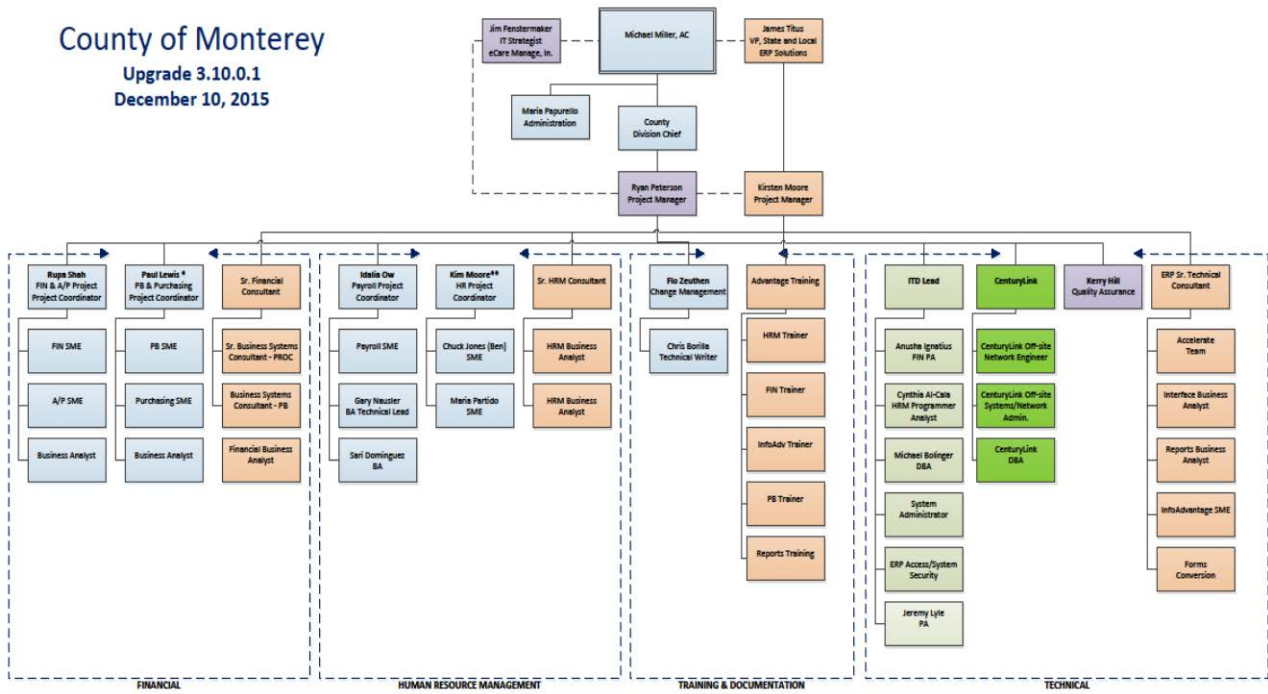 County of Monterey
Upgrade 3.10.0.1
December 10, 2015
Jim Fenstermaker
IT Strategist
eCare Manage, In.
Michael Miller, AC
James Titus
VP, State and Local
ERP Solutions
Maria Papurello
Administration
County
Division Chief
Ryan Peterson
Project Manager
Kirsten Moore
Project Manager
Rupa Shah
FIN & A/P Project
Project Coordinator
Paul Lewis *
PB & Purchasing
Project Coordinator
Sr. Financial
Consultant
FIN SME
PB SME
Sr. Business Systems
Consultant - PROC
A/P SME
Purchasing SME
Business Systems
Consultant - PB
Business Analyst
Business Analyst
Financial Business
Analyst
FINANCIAL
Idalia Ow
Payroll Project
Coordinator
Kim Moore**
HR Project
Coordinator
Sr. HRM Consultant
Payroll SME
Chuck Jones (Ben)
SME
HRM Business
Analyst
Gary Nausler
BA Technical Lead
Maria Partido
SME
HRM Business
Analyst
Sari Dominguez
BA
HUMAN RESOURCE MANAGEMENT
Flo Zeuthen
Change Management
Advantage Training
Chris Borilla
Technical Writer
HRM Trainer
FIN Trainer
InfoAdv Trainer
PB Trainer
Reports Training
TRAINING & DOCUMENTATION
ITD Lead
CenturyLink
Kerry Hill
Quality Assurance
ERP Sr. Technical
Consultant
Anusha Ignatius
FIN PA
CenturyLink Off-site
Network Engineer
Accelerate
Team
Cynthia Al-Cala
HRM Programmer
Analyst
CenturyLink Off-site
Systems/Network
Admin.
Interface Business
Analyst
Michael Bolinger
DBA
CenturyLink
DBA
Reports Business
Analyst
System
Administrator
InfoAdvantage SME
ERP Access/System
Security
Forms
Conversion
Jeremy Lyle
PA
TECHNICAL